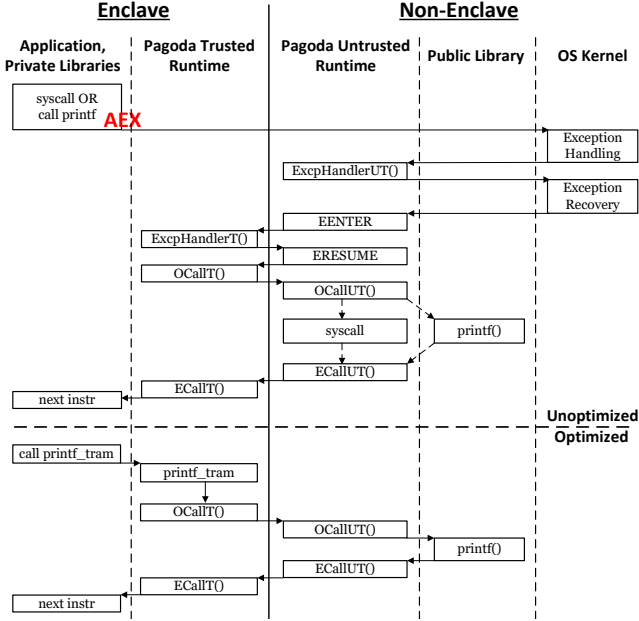 Enclave
Non-Enclave
Application,
Private Libraries
Pagoda Trusted
Runtime
Pagoda Untrusted
Runtime
Public Library
OS Kernel
syscall OR
call printf
AEX
Exception
Handling
ExcpHandlerUT()
Exception
Recovery
EENTER
ExcpHandlerT()
ERESUME
OCallT()
OCallUT()
syscall
printf()
ECallUT()
ECallT()
next instr
Unoptimized
Optimized
call printf_tram
printf_tram
OCallT()
OCallUT()
printf()
ECallUT()
ECallT()
next instr